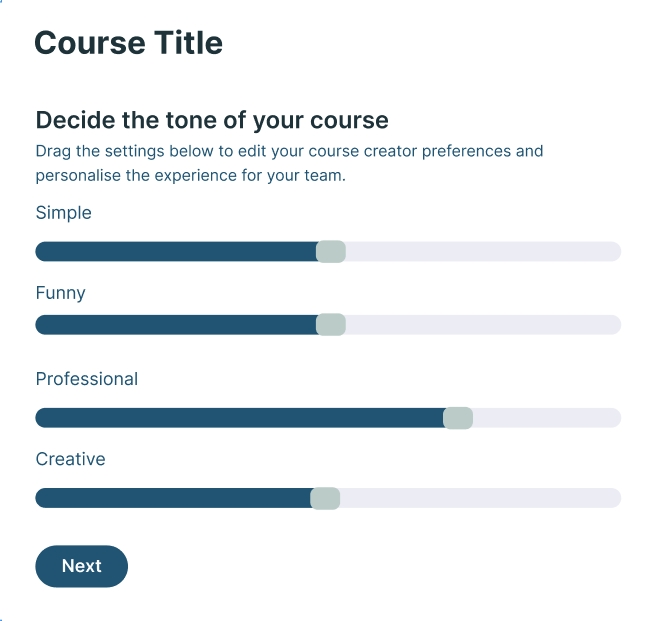 Course Title
Decide the tone of your course
Drag the settings below to edit your course creator preferences and
personalise the experience for your team.
Simple
Funny
Professional
Creative
Next